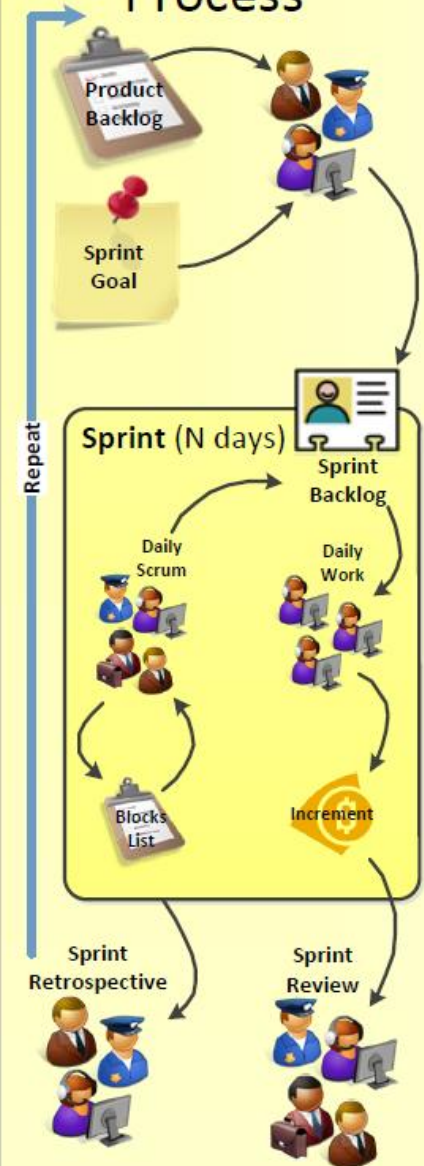 Process
Product
Backlog
Sprint
Goal
Repeat
Sprint (N days)
Sprint
Backlog
Daily
Scrum
Daily
Work
Blocks
List
Increment
Sprint
Retrospective
Sprint
Review